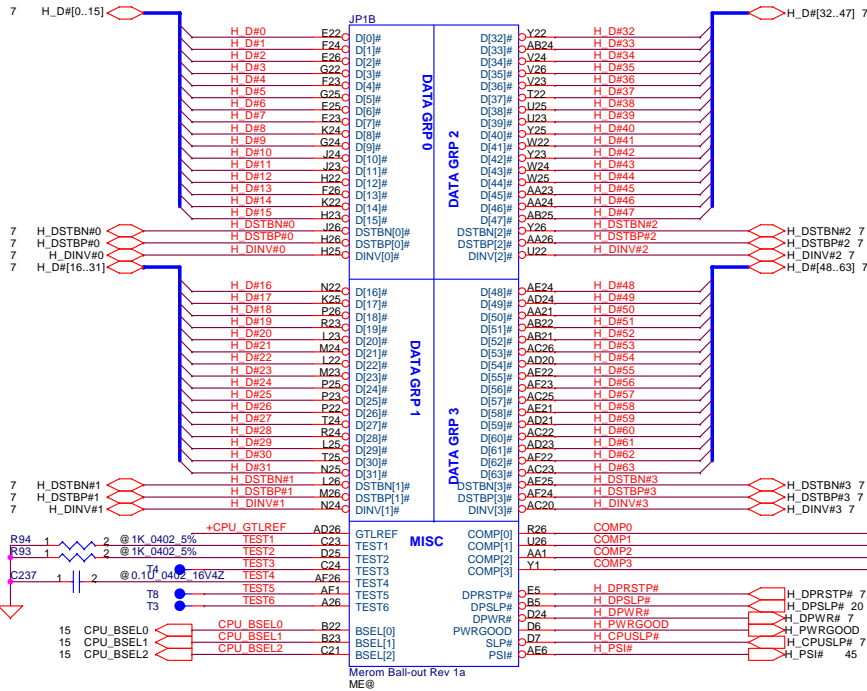 JP1B
7 H_D#[0..15] H_D#[32..47] 7
H_D#0 E22 D[0]# D[32]# Y22 H_D#32
H_D#1 F24 D[1]# D[33]# AB24 H_D#33
H_D#2 E26 D[2]# D[34]# V24 H_D#34
H_D#3 G22 D[3]# D[35]# V26 H_D#35
H_D#4 F23 D[4]# D[36]# V23 H_D#36
H_D#5 G25 D[5]# D[37]# T22 H_D#37
H_D#6 E25 D[6]# D[38]# U25 H_D#38
H_D#7 E23 D[7]# D[39]# U23 H_D#39
H_D#8 K24 D[8]# D[40]# Y25 H_D#40
H_D#9 G24 D[9]# D[41]# W22 H_D#41
H_D#10 J24 D[10]# D[42]# Y23 H_D#42
H_D#11 J23 D[11]# D[43]# W24 H_D#43
H_D#12 H22 D[12]# D[44]# W25 H_D#44
H_D#13 F26 D[13]# D[45]# AA23 H_D#45
H_D#14 K22 D[14]# D[46]# AA24 H_D#46
H_D#15 H23 D[15]# D[47]# AB25 H_D#47
7 H_DSTBN#0 H_DSTBN#0 J26 DSTBN[0]# DSTBN[2]# Y26 H_DSTBN#2 H_DSTBN#2 7
7 H_DSTBP#0 H_DSTBP#0 H26 DSTBP[0]# DSTBP[2]# AA26 H_DSTBP#2 H_DSTBP#2 7
7 H_DINV#0 H_DINV#0 H25 DINV[0]# DINV[2]# U22 H_DINV#2 H_DINV#2 7
DATA GRP 0
DATA GRP 2
7 H_D#[16..31] H_D#[48..63] 7
H_D#16 N22 D[16]# D[48]# AE24 H_D#48
H_D#17 K25 D[17]# D[49]# AD24 H_D#49
H_D#18 P26 D[18]# D[50]# AA21 H_D#50
H_D#19 R23 D[19]# D[51]# AB22 H_D#51
H_D#20 L23 D[20]# D[52]# AB21 H_D#52
H_D#21 M24 D[21]# D[53]# AC26 H_D#53
H_D#22 L22 D[22]# D[54]# AD20 H_D#54
H_D#23 M23 D[23]# D[55]# AE22 H_D#55
H_D#24 P25 D[24]# D[56]# AF23 H_D#56
H_D#25 P23 D[25]# D[57]# AC25 H_D#57
H_D#26 P22 D[26]# D[58]# AE21 H_D#58
H_D#27 T24 D[27]# D[59]# AD21 H_D#59
H_D#28 R24 D[28]# D[60]# AC22 H_D#60
H_D#29 L25 D[29]# D[61]# AD23 H_D#61
H_D#30 T25 D[30]# D[62]# AF22 H_D#62
H_D#31 N25 D[31]# D[63]# AC23 H_D#63
7 H_DSTBN#1 H_DSTBN#1 L26 DSTBN[1]# DSTBN[3]# AE25 H_DSTBN#3 H_DSTBN#3 7
7 H_DSTBP#1 H_DSTBP#1 M26 DSTBP[1]# DSTBP[3]# AF24 H_DSTBP#3 H_DSTBP#3 7
7 H_DINV#1 H_DINV#1 N24 DINV[1]# DINV[3]# AC20 H_DINV#3 H_DINV#3 7
DATA GRP 1
DATA GRP 3
+CPU_GTLREF AD26 GTLREF MISC COMP[0] R26 COMP0
R94 1 2 @1K_0402_5% TEST1 C23 TEST1 COMP[1] U26 COMP1
R93 1 2 @1K_0402_5% TEST2 D25 TEST2 COMP[2] AA1 COMP2
T4 TEST3 C24 TEST3 COMP[3] Y1 COMP3
C237 1 2 @0.1U_0402_16V4Z TEST4 AF26 TEST4
T8 TEST5 AF1 TEST5 DPRSTP# E5 H_DPRSTP# H_DPRSTP# 7
T3 TEST6 A26 TEST6 DPSLP# B5 H_DPSLP# H_DPSLP# 20
DPWR# D24 H_DPWR# H_DPWR# 7
15 CPU_BSEL0 CPU_BSEL0 B22 BSEL[0] PWRGOOD D6 H_PWRGOOD H_PWRGOOD
15 CPU_BSEL1 CPU_BSEL1 B23 BSEL[1] SLP# D7 H_CPUSLP# H_CPUSLP# 7
15 CPU_BSEL2 CPU_BSEL2 C21 BSEL[2] PSI# AE6 H_PSI# H_PSI# 45
Merom Ball-out Rev 1a
ME@